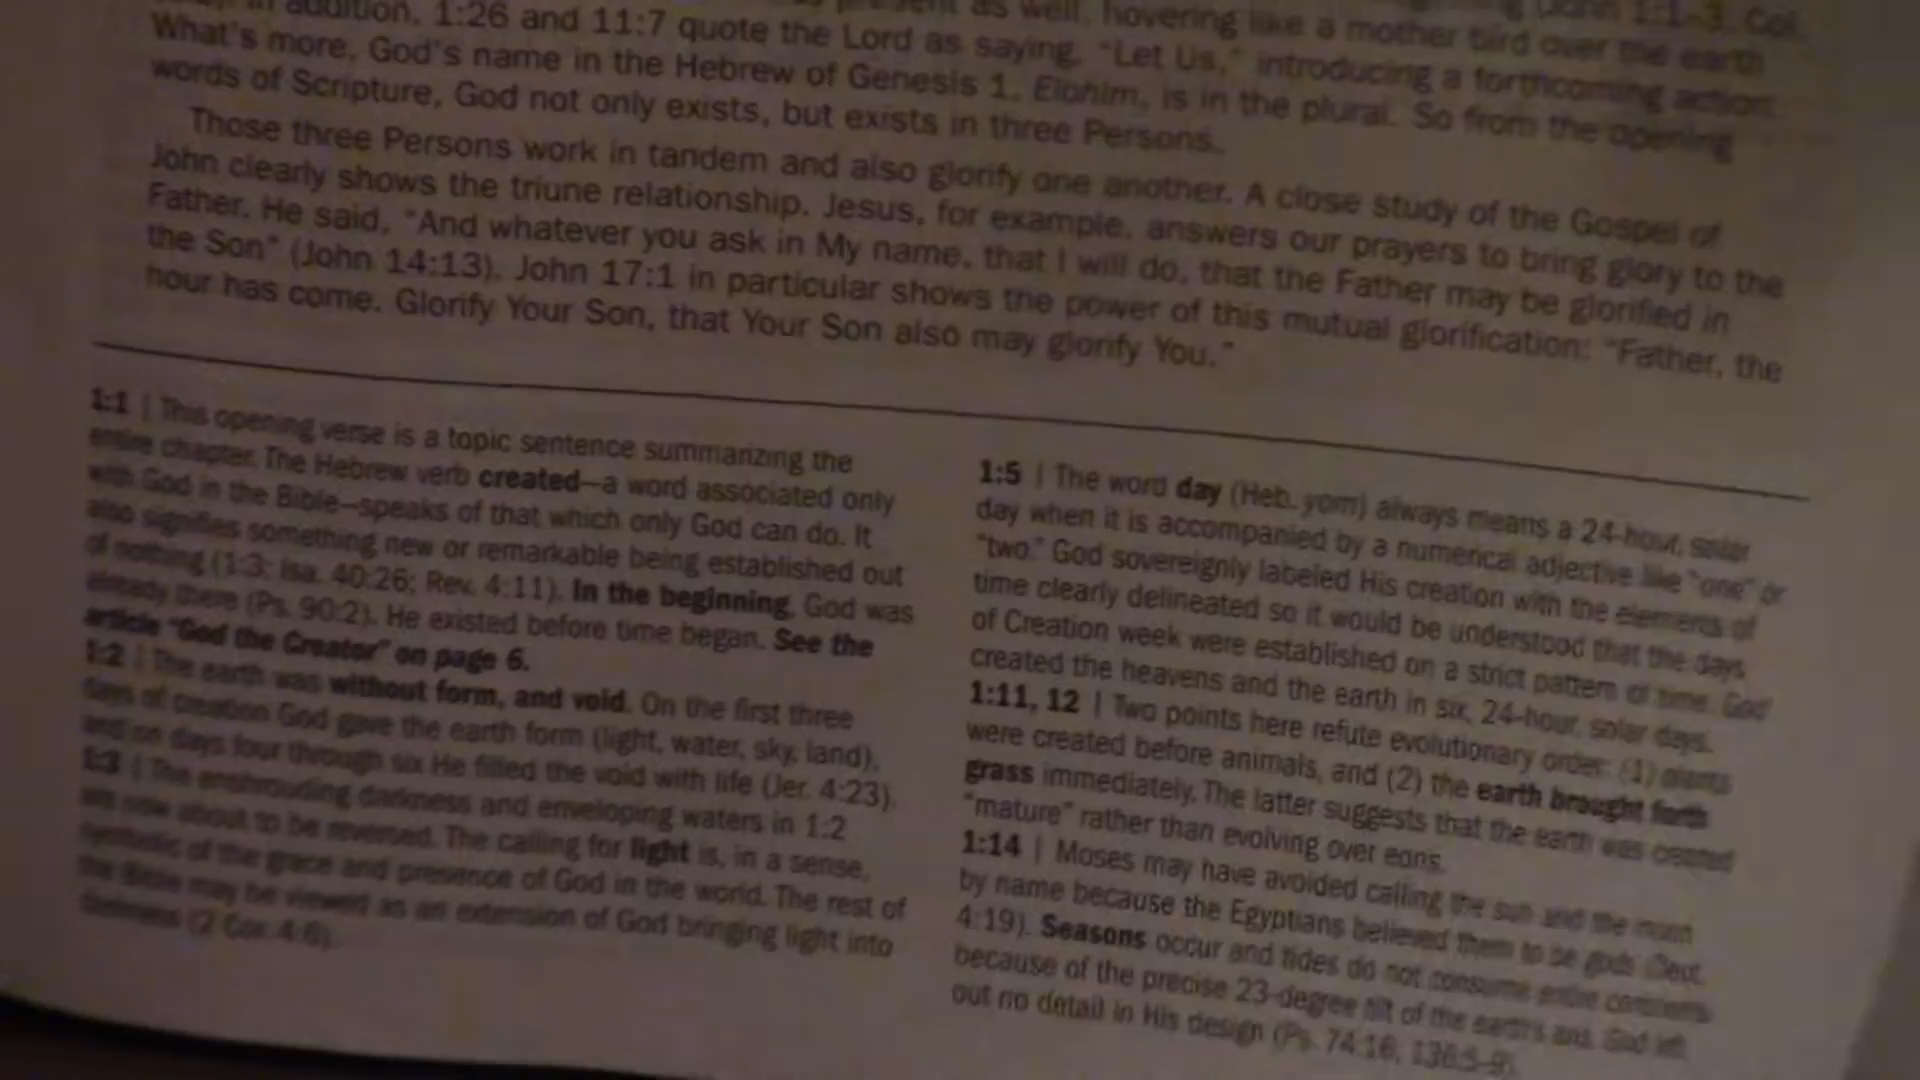 in addition, 1:26 and 11:7 quote the Lord as saying, "Let Us," introducing a forthcoming action.
as well, hovering like a mother bird over the earth
What's more, God's name in the Hebrew of Genesis 1, Elohim, is in the plural. So from the opening
words of Scripture, God not only exists, but exists in three Persons.
Those three Persons work in tandem and also glorify one another. A close study of the Gospel of
John clearly shows the triune relationship. Jesus, for example, answers our prayers to bring glory to the
Father. He said, "And whatever you ask in My name, that I will do, that the Father may be glorified in
the Son" (John 14:13). John 17:1 in particular shows the power of this mutual glorification: "Father, the
hour has come. Glorify Your Son, that Your Son also may glorify You."
1:1 | This opening verse is a topic sentence summarizing the
entire chapter. The Hebrew verb created—a word associated only
with God in the Bible—speaks of that which only God can do. It
also signifies something new or remarkable being established out
of nothing (1:3; Isa. 40:26; Rev. 4:11). In the beginning, God was
already there (Ps. 90:2). He existed before time began. See the
article "God the Creator" on page 6.
1:2 | The earth was without form, and void. On the first three
days of creation God gave the earth form (light, water, sky, land),
and on days four through six He filled the void with life (Jer. 4:23).
1:3 | The enshrouding darkness and enveloping waters in 1:2
are now about to be reversed. The calling for light is, in a sense,
symbolic of the grace and presence of God in the world. The rest of
the Bible may be viewed as an extension of God bringing light into
darkness (2 Cor. 4:6).
1:5 | The word day (Heb. yom) always means a 24-hour, solar
day when it is accompanied by a numerical adjective like "one" or
"two." God sovereignly labeled His creation with the elements of
time clearly delineated so it would be understood that the days
of Creation week were established on a strict pattern of time. God
created the heavens and the earth in six, 24-hour, solar days.
1:11, 12 | Two points here refute evolutionary order: (1) plants
were created before animals, and (2) the earth brought forth
grass immediately. The latter suggests that the earth was created
"mature" rather than evolving over eons.
1:14 | Moses may have avoided calling the sun and the moon
by name because the Egyptians believed them to be gods (Deut.
4:19). Seasons occur and tides do not consume entire continents
because of the precise 23-degree tilt of the earth's axis. God left
out no detail in His design (Ps. 74:16; 136:5–9).